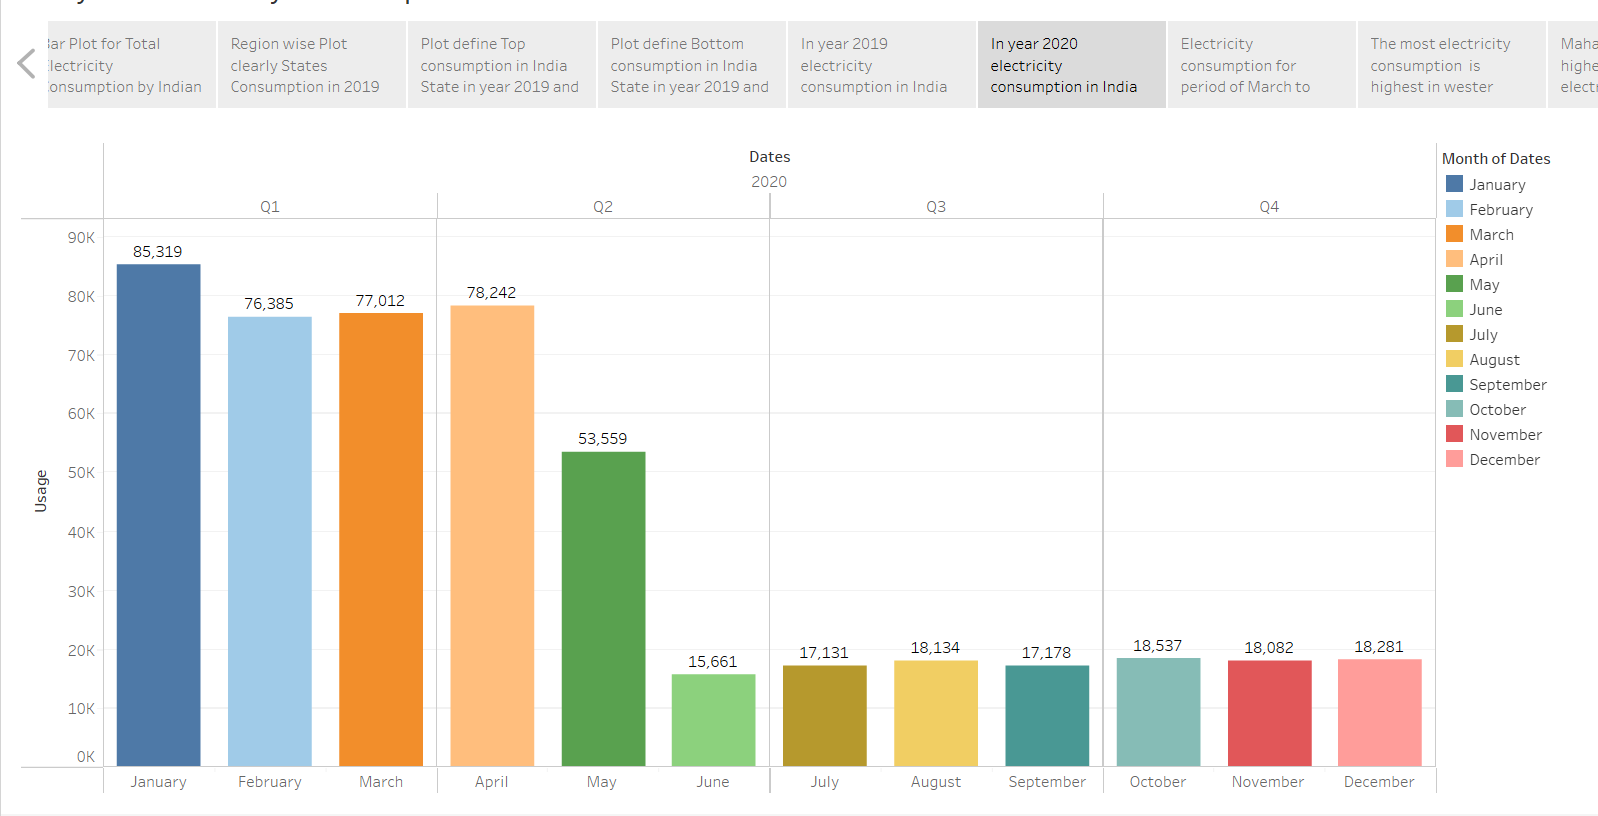 Bar Plot for Total
Electricity
Consumption by Indian
Region wise Plot
clearly States
Consumption in 2019
Plot define Top
consumption in India
State in year 2019 and
Plot define Bottom
consumption in India
State in year 2019 and
In year 2019
electricity
consumption in India
In year 2020
electricity
consumption in India
Electricity
consumption for
period of March to
The most electricity
consumption is
highest in wester
Dates
2020
Q1 Q2 Q3 Q4
Usage
90K
80K
70K
60K
50K
40K
30K
20K
10K
0K
85,319
76,385
77,012
78,242
53,559
15,661
17,131
18,134
17,178
18,537
18,082
18,281
January February March April May June July August September October November December
Month of Dates
January
February
March
April
May
June
July
August
September
October
November
December